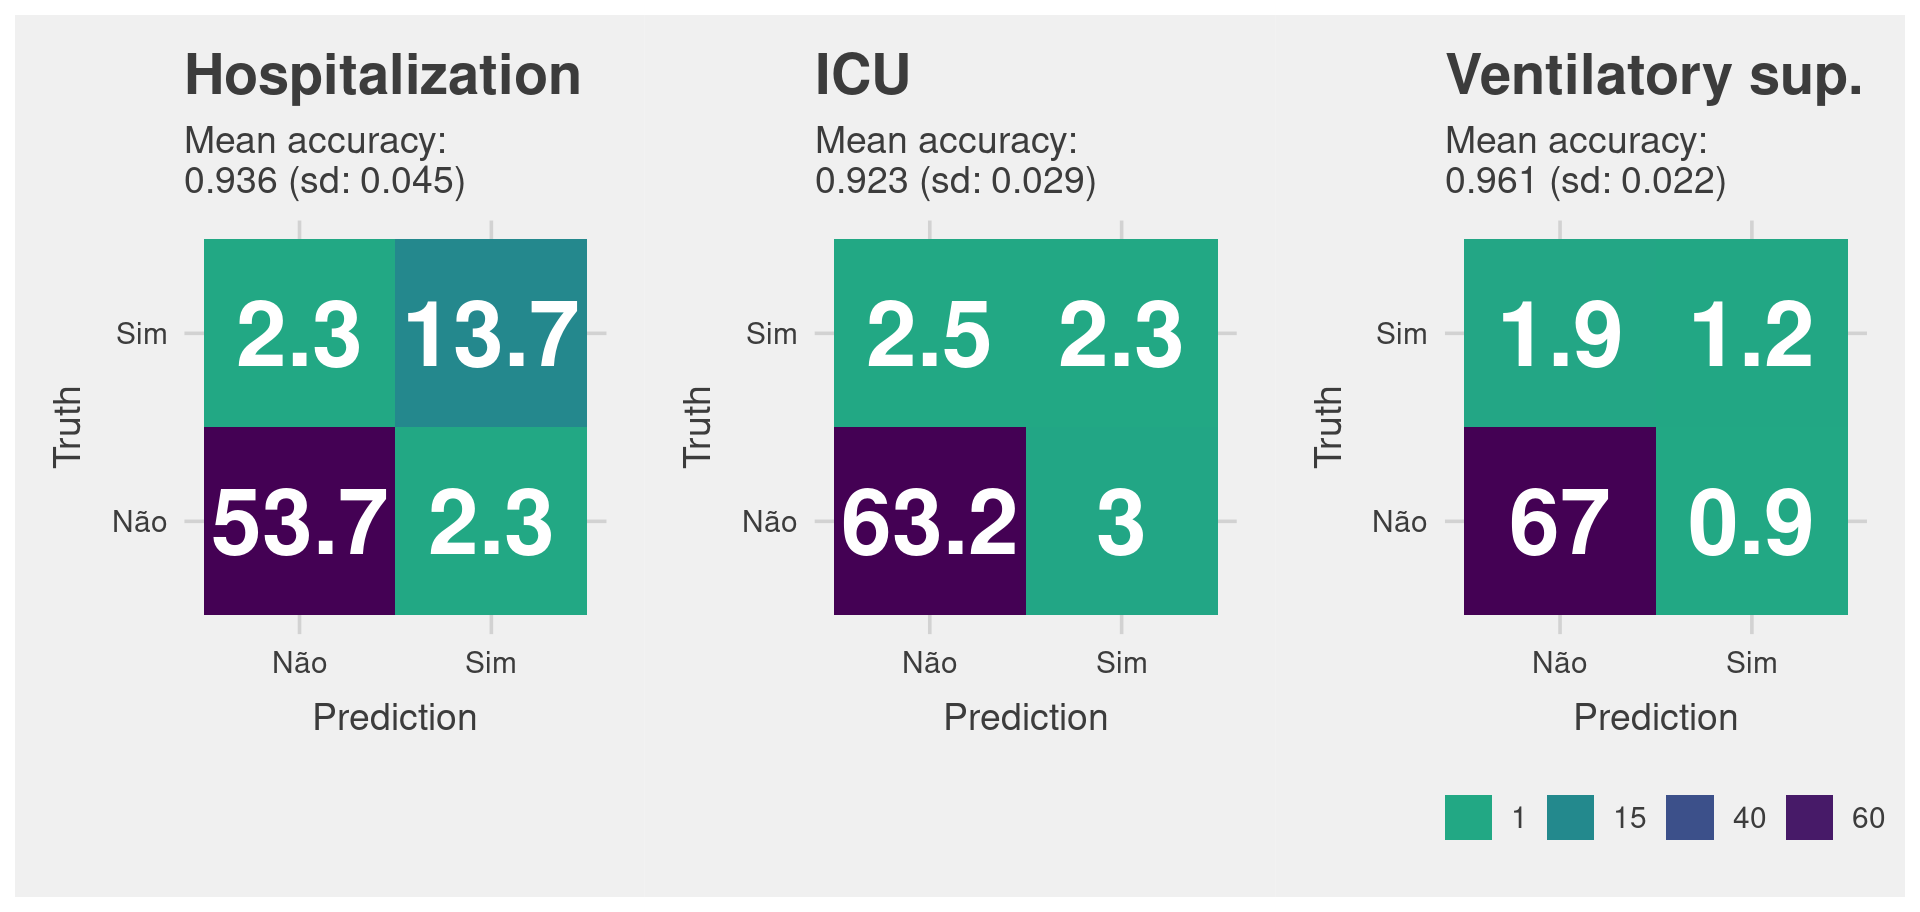 Hospitalization
Mean accuracy:
0.936 (sd: 0.045)
Truth
Sim
2.3 13.7
Não
53.7 2.3
Não Sim
Prediction
ICU
Mean accuracy:
0.923 (sd: 0.029)
Truth
Sim
2.5 2.3
Não
63.2 3
Não Sim
Prediction
Ventilatory sup.
Mean accuracy:
0.961 (sd: 0.022)
Truth
Sim
1.9 1.2
Não
67 0.9
Não Sim
Prediction
1 15 40 60